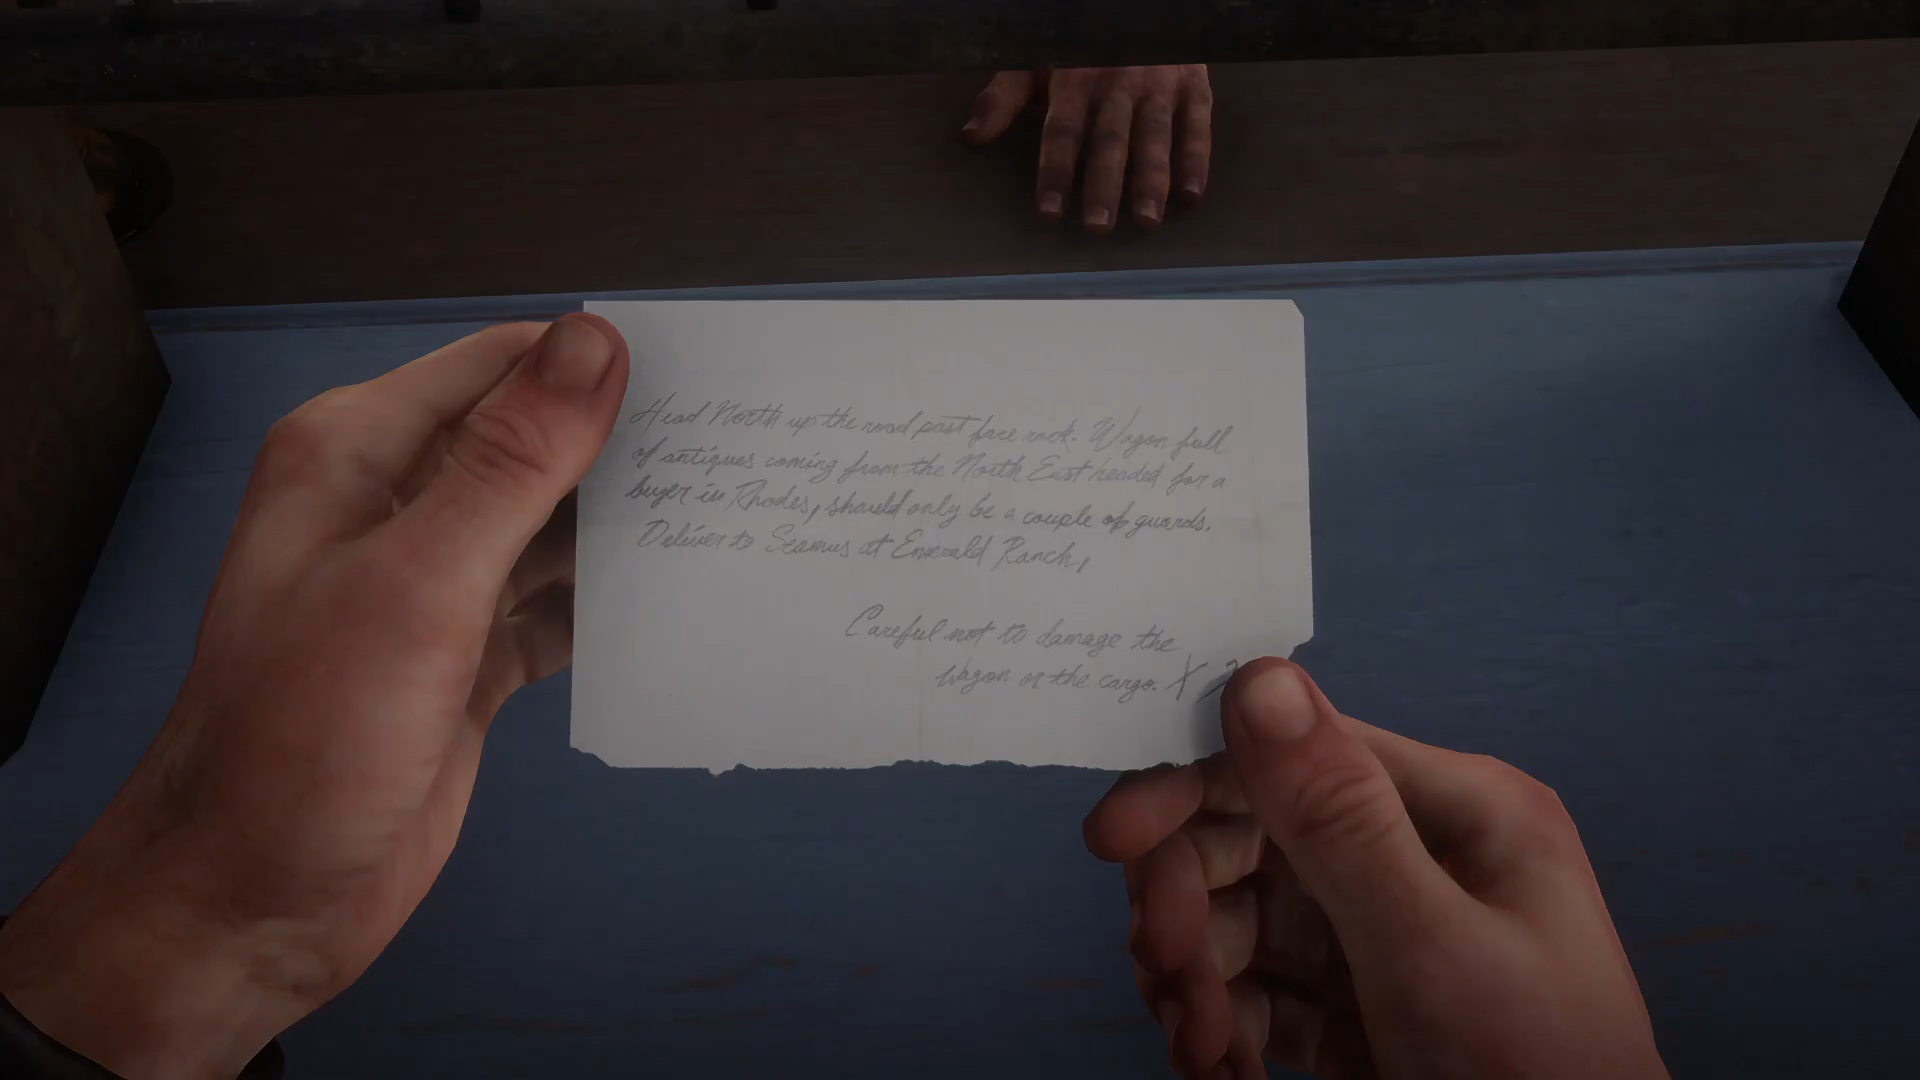 Head North up the road past face rock. Wagon full
of antiques coming from the North East needed for a
buyer in Rhodes, should only be a couple of guards.
Deliver to Seamus at Emerald Ranch,
Careful not to damage the
wagon or the cargo. X